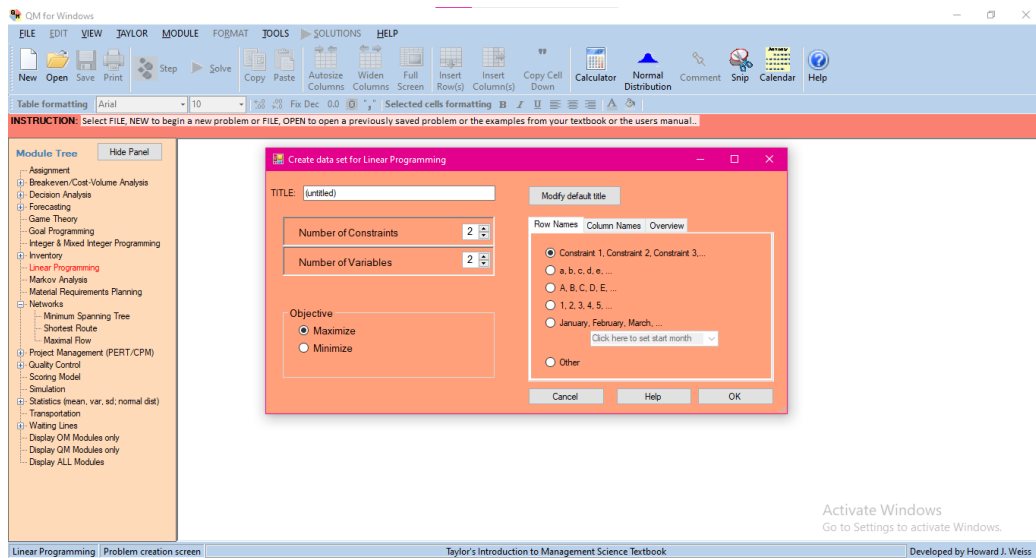 QM for Windows
FILE EDIT VIEW TAYLOR MODULE FORMAT TOOLS SOLUTIONS HELP
New Open Save Print Step Solve Copy Paste Autosize Columns Widen Columns Full Screen Insert Row(s) Insert Column(s) Copy Cell Down Calculator Normal Distribution Comment Snip Calendar Help
Table formatting Arial 10 Fix Dec 0.0 0 "," Selected cells formatting B I U A
INSTRUCTION: Select FILE, NEW to begin a new problem or FILE, OPEN to open a previously saved problem or the examples from your textbook or the users manual..
Module Tree Hide Panel
Assignment
Breakeven/Cost-Volume Analysis
Decision Analysis
Forecasting
Game Theory
Goal Programming
Integer & Mixed Integer Programming
Inventory
Linear Programming
Markov Analysis
Material Requirements Planning
Networks
Minimum Spanning Tree
Shortest Route
Maximal Flow
Project Management (PERT/CPM)
Quality Control
Scoring Model
Simulation
Statistics (mean, var, sd; normal dist)
Transportation
Waiting Lines
Display OM Modules only
Display QM Modules only
Display ALL Modules
Create data set for Linear Programming
TITLE: (untitled)
Modify default title
Number of Constraints 2
Number of Variables 2
Objective
Maximize
Minimize
Row Names Column Names Overview
Constraint 1, Constraint 2, Constraint 3,...
a, b, c, d, e, ...
A, B, C, D, E, ...
1, 2, 3, 4, 5, ...
January, February, March, ...
Click here to set start month
Other
Cancel Help OK
Activate Windows
Go to Settings to activate Windows.
Linear Programming Problem creation screen Taylor's Introduction to Management Science Textbook Developed by Howard J. Weiss